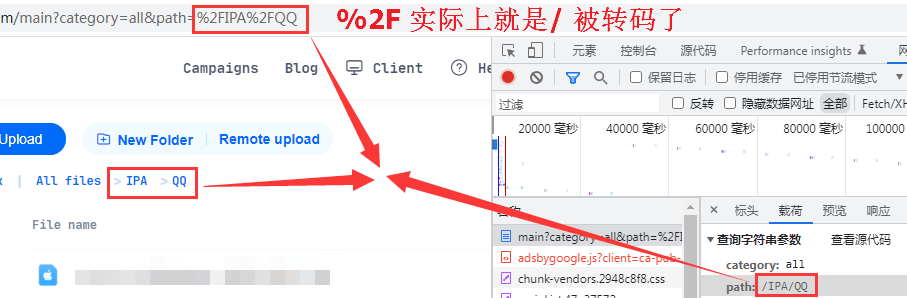 m/main?category=all&path=%2FIPA%2FQQ
%2F 实际上就是/ 被转码了
Campaigns Blog Client
元素 控制台 源代码 Performance insights
保留日志 停用缓存 已停用节流模式
过滤 反转 隐藏数据网址 全部 Fetch/XH
20000 毫秒 40000 毫秒 60000 毫秒 80000 毫秒 100000
Upload New Folder Remote upload
x | All files > IPA > QQ
File name
名称
× 标头 载荷 预览 响应
main?category=all&path=%2FI
adsbygoogle.js?client=ca-pub-
chunk-vendors.2948c8f8.css
▼查询字符串参数 查看源代码
category: all
path: /IPA/QQ